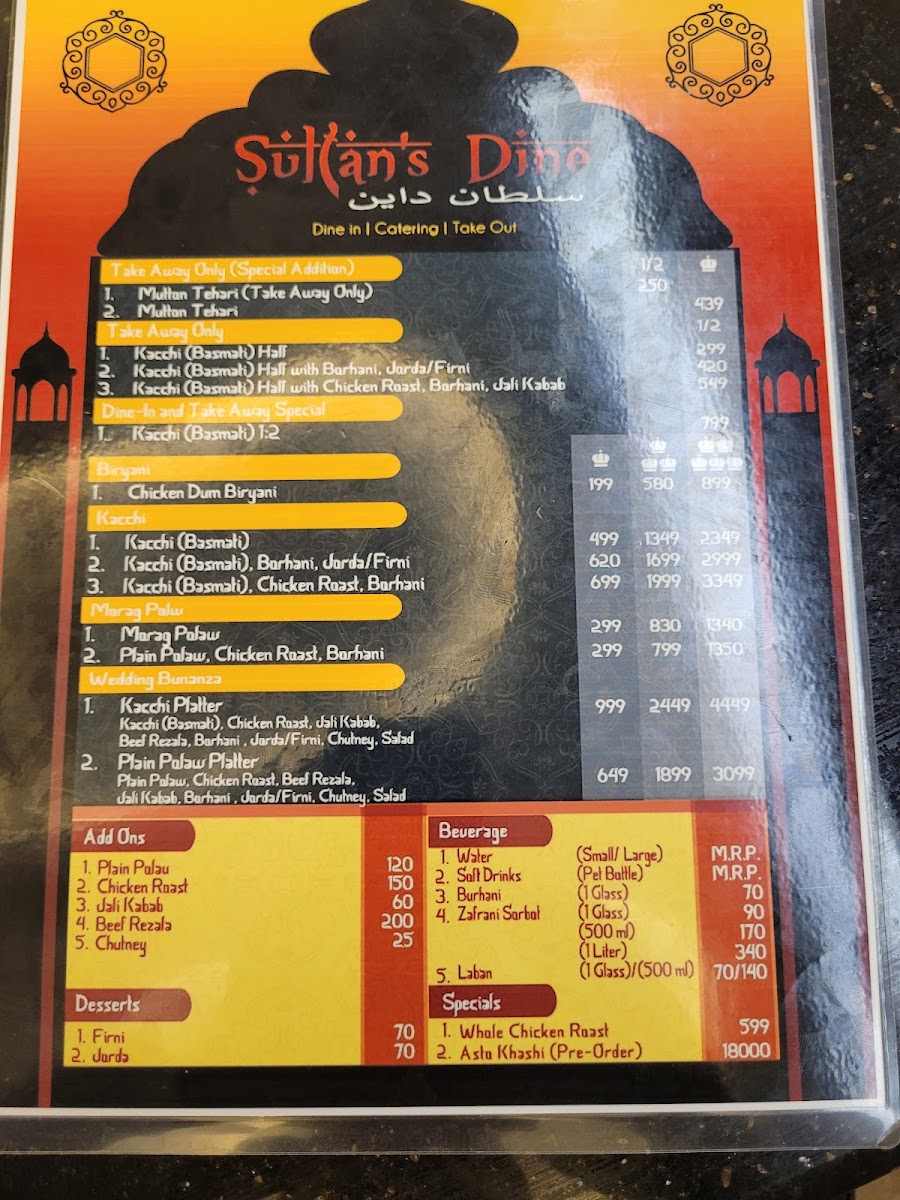 Sultan's Dine
سلطان داين
Dine in | Catering | Take Out
Take Away Only (Special Addition) 1/2
1. Mutton Tehari (Take Away Only) 250
2. Mutton Tehari 439
Take Away Only 1/2
1. Kacchi (Basmati) Half 299
2. Kacchi (Basmati) Half with Borhani, Jorda/Firni 420
3. Kacchi (Basmati) Half with Chicken Roast, Borhani, Jali Kabab 549
Dine-In and Take Away Special
1. Kacchi (Basmati) 1:2 799
Biryani
1. Chicken Dum Biryani 199 580 899
Kacchi
1. Kacchi (Basmati) 499 1349 2349
2. Kacchi (Basmati), Borhani, Jorda/Firni 620 1699 2999
3. Kacchi (Basmati), Chicken Roast, Borhani 699 1999 3349
Morag Polaw
1. Morag Polaw 299 830 1340
2. Plain Polaw, Chicken Roast, Borhani 299 799 1350
Wedding Bunanza
1. Kacchi Platter 999 2449 4449
Kacchi (Basmati), Chicken Roast, Jali Kabab,
Beef Rezala, Borhani , Jorda/Firni, Chutney, Salad
2. Plain Polaw Platter 649 1899 3099
Plain Polaw, Chicken Roast, Beef Rezala,
Jali Kabab, Borhani , Jorda/Firni, Chutney, Salad
Add Ons
1. Plain Polau 120
2. Chicken Roast 150
3. Jali Kabab 60
4. Beef Rezala 200
5. Chutney 25
Desserts
1. Firni 70
2. Jorda 70
Beverage
1. Water (Small/ Large) M.R.P.
2. Soft Drinks (Pet Bottle) M.R.P.
3. Burhani (1 Glass) 70
4. Zafrani Sorbot (1 Glass) 90
(500 ml) 170
(1 Liter) 340
5. Laban (1 Glass)/(500 ml) 70/140
Specials
1. Whole Chicken Roast 599
2. Asto Khashi (Pre-Order) 18000